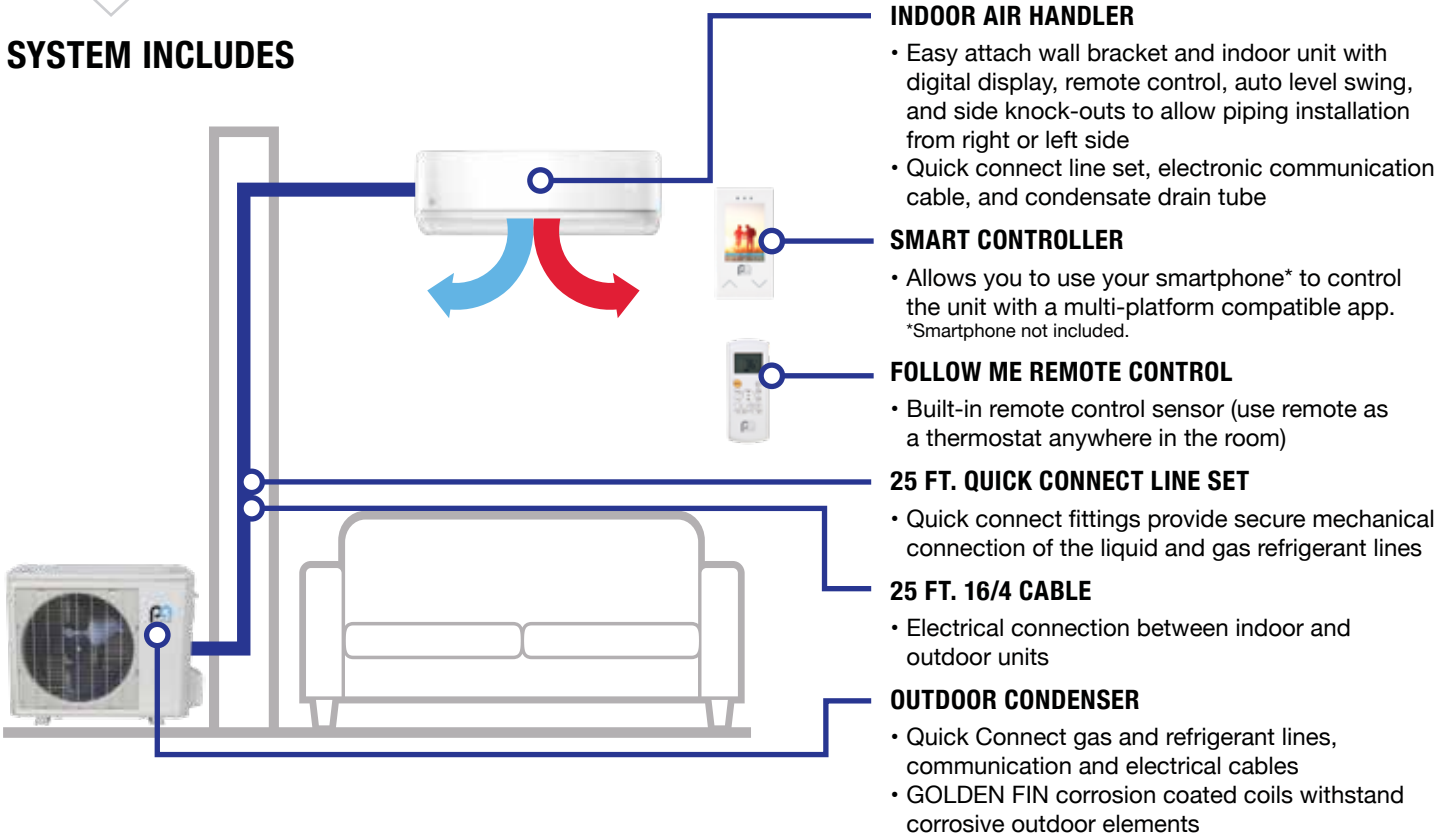 SYSTEM INCLUDES
INDOOR AIR HANDLER
• Easy attach wall bracket and indoor unit with
digital display, remote control, auto level swing,
and side knock-outs to allow piping installation
from right or left side
• Quick connect line set, electronic communication
cable, and condensate drain tube
SMART CONTROLLER
• Allows you to use your smartphone* to control
the unit with a multi-platform compatible app.
*Smartphone not included.
FOLLOW ME REMOTE CONTROL
• Built-in remote control sensor (use remote as
a thermostat anywhere in the room)
25 FT. QUICK CONNECT LINE SET
• Quick connect fittings provide secure mechanical
connection of the liquid and gas refrigerant lines
25 FT. 16/4 CABLE
• Electrical connection between indoor and
outdoor units
OUTDOOR CONDENSER
• Quick Connect gas and refrigerant lines,
communication and electrical cables
• GOLDEN FIN corrosion coated coils withstand
corrosive outdoor elements